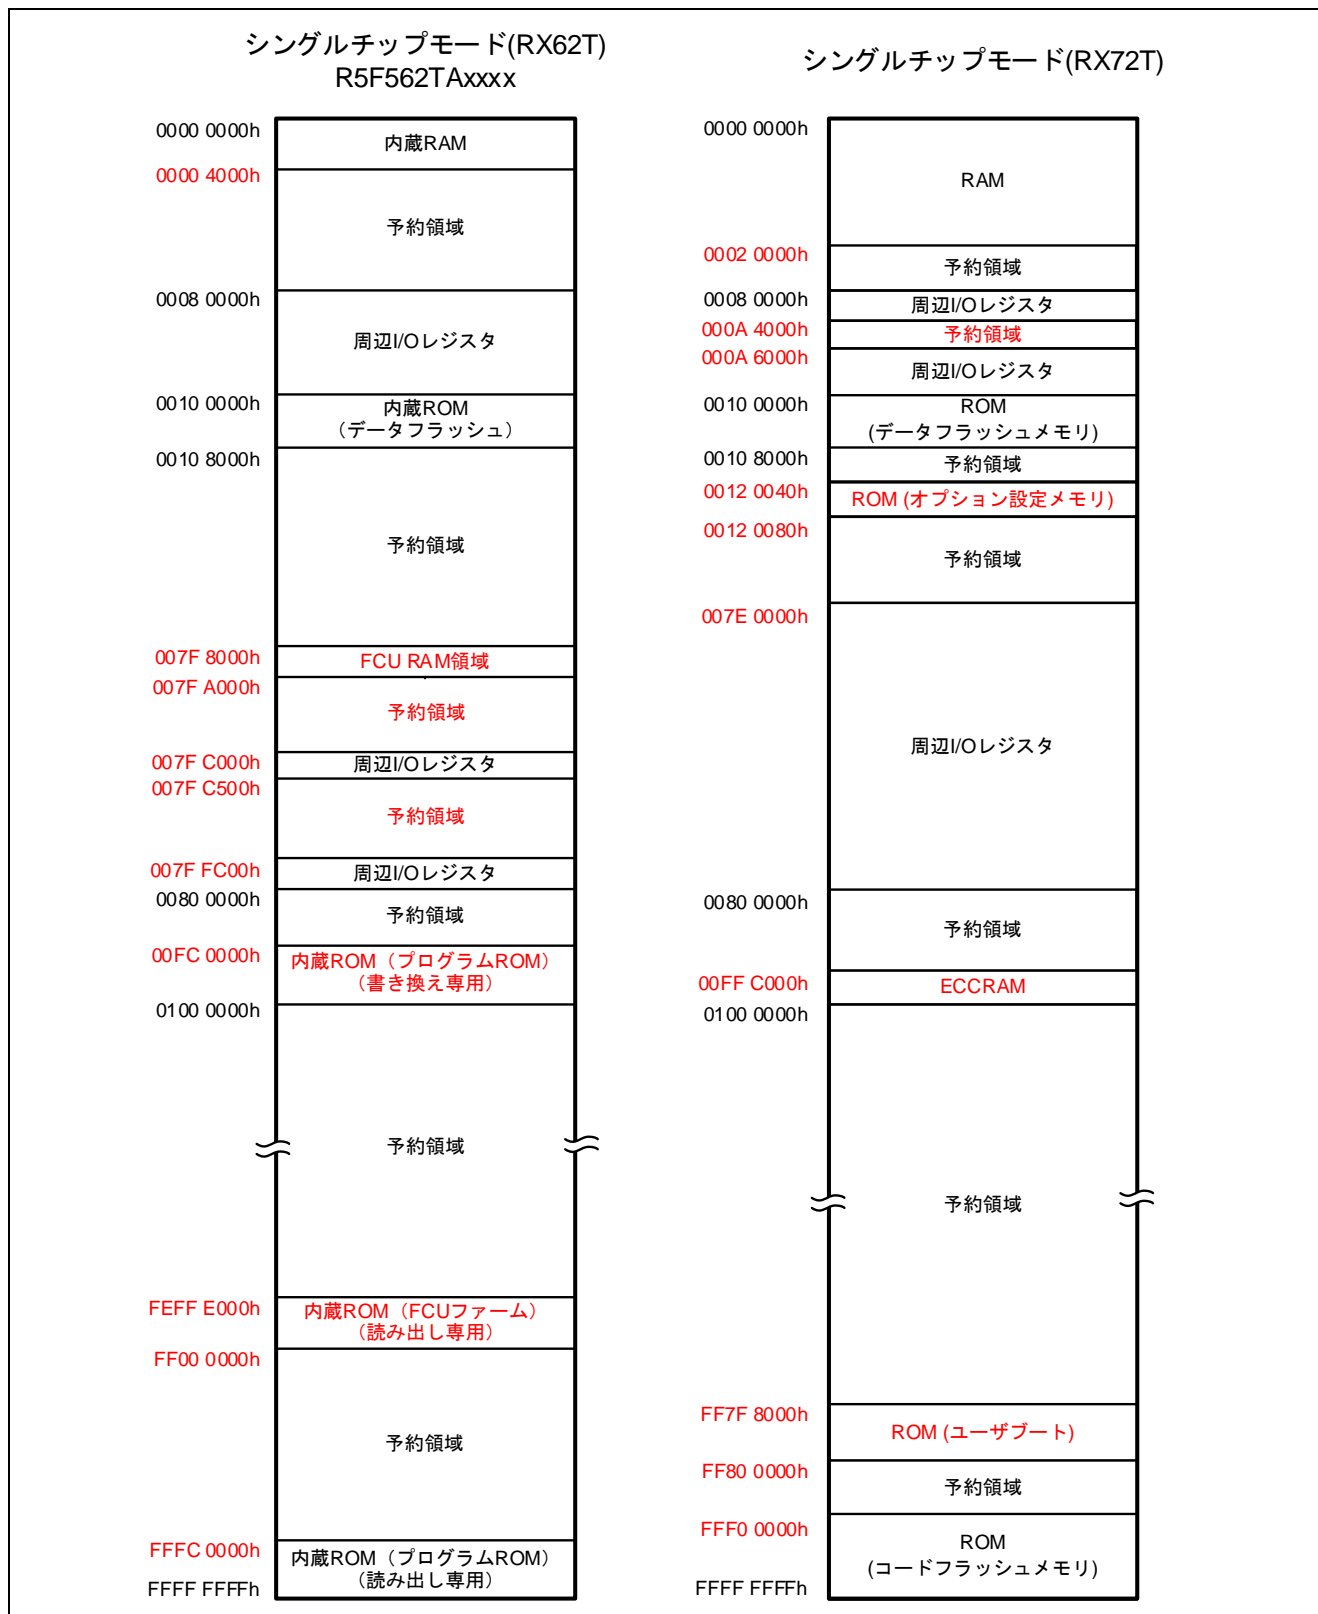 シングルチップモード(RX62T)
R5F562TAxxxx
0000 0000h
内蔵RAM
0000 4000h
予約領域
0008 0000h
周辺I/Oレジスタ
0010 0000h
内蔵ROM
（データフラッシュ）
0010 8000h
予約領域
007F 8000h
FCU RAM領域
007F A000h
予約領域
007F C000h
周辺I/Oレジスタ
007F C500h
予約領域
007F FC00h
周辺I/Oレジスタ
0080 0000h
予約領域
00FC 0000h
内蔵ROM（プログラムROM）
（書き換え専用）
0100 0000h
予約領域
FEFF E000h
内蔵ROM（FCUファーム）
（読み出し専用）
FF00 0000h
予約領域
FFFC 0000h
内蔵ROM（プログラムROM）
（読み出し専用）
FFFF FFFFh
シングルチップモード(RX72T)
0000 0000h
RAM
0002 0000h
予約領域
0008 0000h
周辺I/Oレジスタ
000A 4000h
予約領域
000A 6000h
周辺I/Oレジスタ
0010 0000h
ROM
(データフラッシュメモリ)
0010 8000h
予約領域
0012 0040h
ROM (オプション設定メモリ)
0012 0080h
予約領域
007E 0000h
周辺I/Oレジスタ
0080 0000h
予約領域
00FF C000h
ECCRAM
0100 0000h
予約領域
FF7F 8000h
ROM (ユーザブート)
FF80 0000h
予約領域
FFF0 0000h
ROM
(コードフラッシュメモリ)
FFFF FFFFh